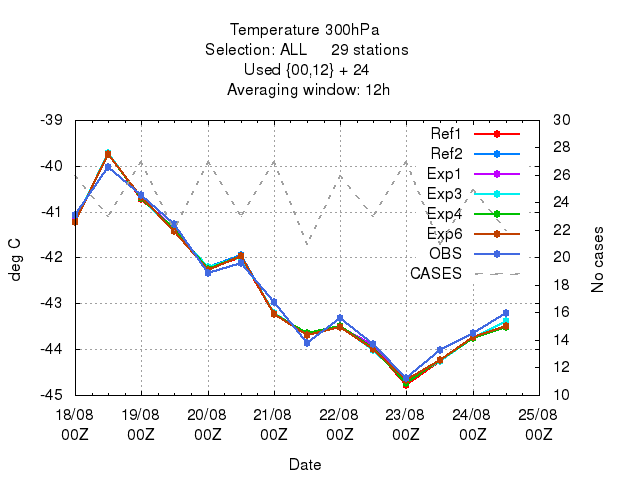 Temperature 300hPa
Selection: ALL     29 stations
Used {00,12} + 24
Averaging window: 12h
-39
-40
-41
-42
-43
-44
-45
deg C
30
28
26
24
22
20
18
16
14
12
10
No cases
Ref1
Ref2
Exp1
Exp3
Exp4
Exp6
OBS
CASES
18/08 19/08 20/08 21/08 22/08 23/08 24/08 25/08
00Z 00Z 00Z 00Z 00Z 00Z 00Z 00Z
Date